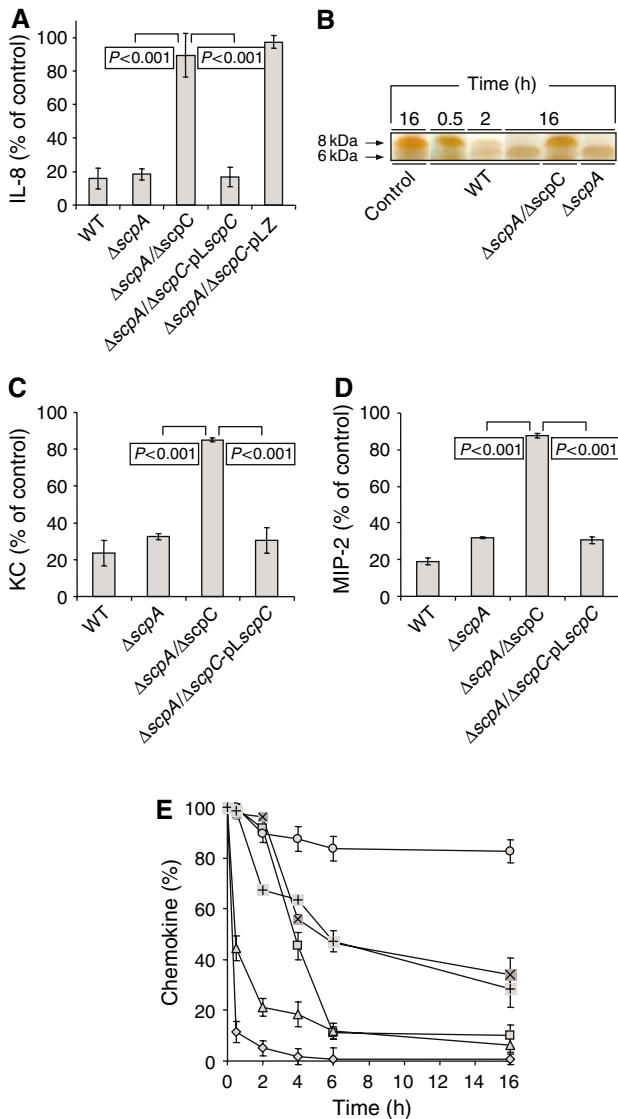 A
IL-8 (% of control)
100
80
60
40
20
0
P<0.001
P<0.001
WT
ΔscpA
ΔscpA/ΔscpC
ΔscpA/ΔscpC-pLscpC
ΔscpA/ΔscpC-pLZ
B
Time (h)
16 0.5 2 16
8 kDa
6 kDa
Control
WT
ΔscpA/ΔscpC
ΔscpA
C
KC (% of control)
100
80
60
40
20
0
P<0.001
P<0.001
WT
ΔscpA
ΔscpA/ΔscpC
ΔscpA/ΔscpC-pLscpC
D
MIP-2 (% of control)
100
80
60
40
20
0
P<0.001
P<0.001
WT
ΔscpA
ΔscpA/ΔscpC
ΔscpA/ΔscpC-pLscpC
E
Chemokine (%)
100
80
60
40
20
0
0 2 4 6 8 10 12 14 16
Time (h)